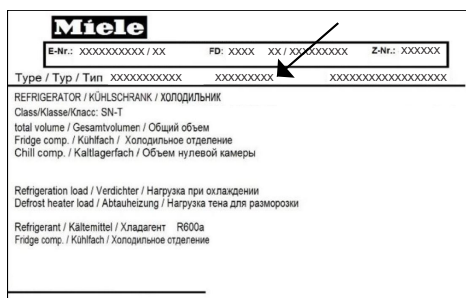 Miele
E-Nr.: XXXXXXXXXX / XX FD: XXXX XX / XXXXXXXXX Z-Nr.: XXXXXX
Type / Typ / Тип XXXXXXXXXXX XXXXXXXXX XXXXXXXXXXXXXXXXXX
REFRIGERATOR / KÜHLSCHRANK / ХОЛОДИЛЬНИК
Class/Klasse/Класс: SN-T
total volume / Gesamtvolumen / Общий объем
Fridge comp. / Kühlfach / Холодильное отделение
Chill comp. / Kaltlagerfach / Объем нулевой камеры
Refrigeration load / Verdichter / Нагрузка при охлаждении
Defrost heater load / Abtauheizung / Нагрузка тена для разморозки
Refrigerant / Kältemittel / Хладагент R600a
Fridge comp. / Kühlfach / Холодильное отделение